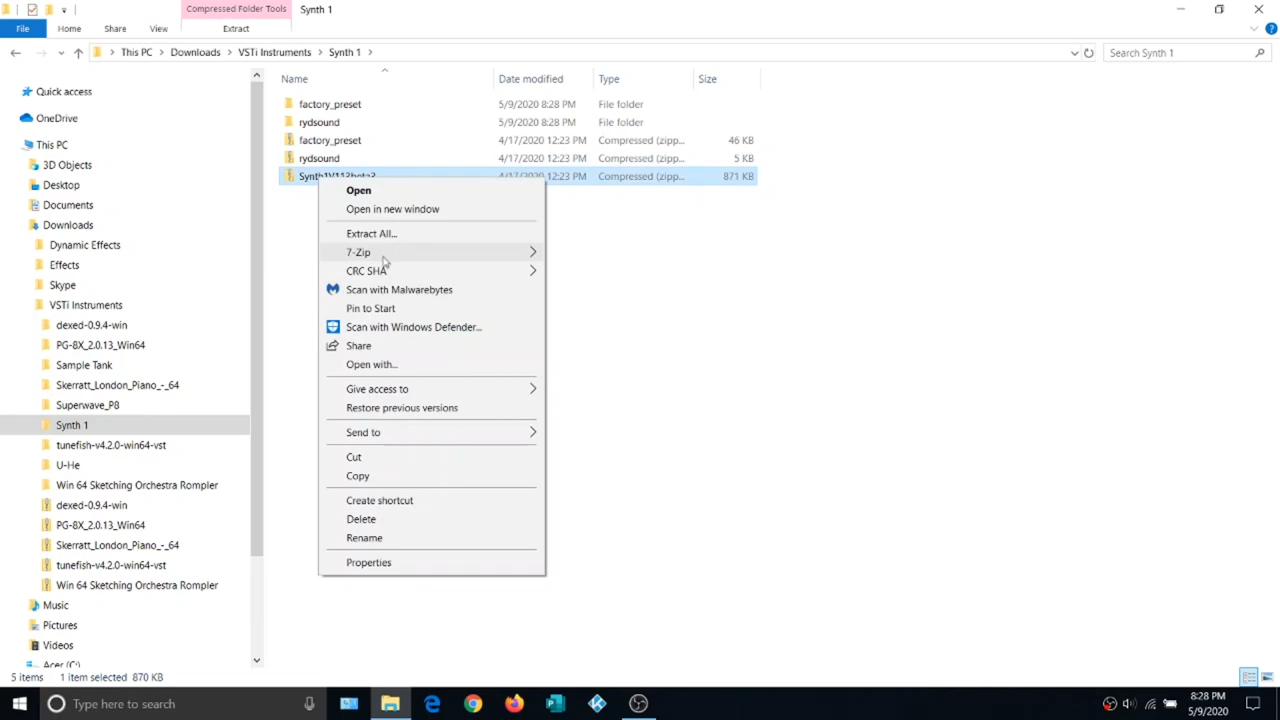 Compressed Folder Tools
Synth 1
File
Home
Share
View
Extract
This PC
Downloads
VSTi Instruments
Synth 1
Search Synth 1
Name
Date modified
Type
Size
Quick access
OneDrive
This PC
3D Objects
Desktop
Documents
Downloads
Dynamic Effects
Effects
Skype
VSTi Instruments
dexed-0.9.4-win
PG-8X_2.0.13_Win64
Sample Tank
Skerratt_London_Piano_-_64
Superwave_P8
Synth 1
tunefish-v4.2.0-win64-vst
U-He
Win 64 Sketching Orchestra Rompler
dexed-0.9.4-win
PG-8X_2.0.13_Win64
Skerratt_London_Piano_-_64
tunefish-v4.2.0-win64-vst
Win 64 Sketching Orchestra Rompler
Music
Pictures
Videos
Acer (C:)
factory_preset 5/9/2020 8:28 PM File folder
rydsound 5/9/2020 8:28 PM File folder
factory_preset 4/17/2020 12:23 PM Compressed (zipp... 46 KB
rydsound 4/17/2020 12:23 PM Compressed (zipp... 5 KB
Synth1V113beta3 4/17/2020 12:23 PM Compressed (zipp... 871 KB
Open
Open in new window
Extract All...
7-Zip
CRC SHA
Scan with Malwarebytes
Pin to Start
Scan with Windows Defender...
Share
Open with...
Give access to
Restore previous versions
Send to
Cut
Copy
Create shortcut
Delete
Rename
Properties
5 items 1 item selected 870 KB
Type here to search
8:28 PM
5/9/2020